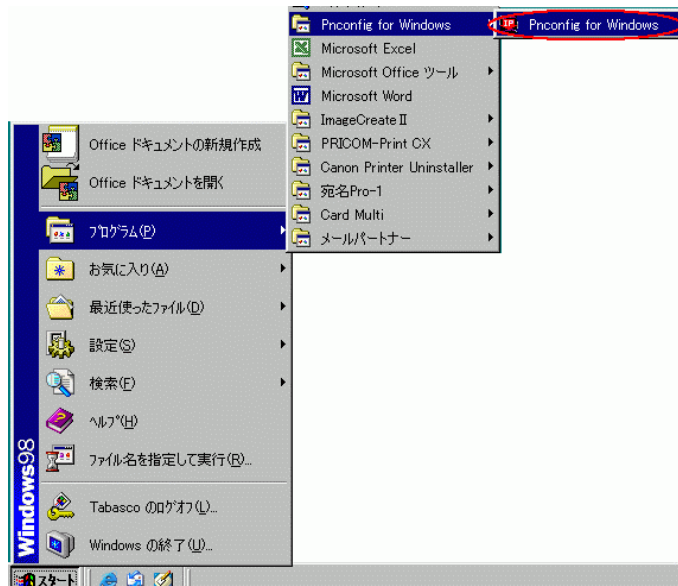 Pnconfig for Windows
Pnconfig for Windows
Microsoft Excel
Microsoft Office ツール
Microsoft Word
ImageCreateⅡ
PRICOM-Print CX
Canon Printer Uninstaller
宛名Pro-1
Card Multi
メールパートナー
Office ドキュメントの新規作成
Office ドキュメントを開く
プログラム(P)
お気に入り(A)
最近使ったファイル(D)
設定(S)
検索(F)
ヘルプ(H)
ファイル名を指定して実行(R)...
Tabasco のログオフ(L)...
Windows の終了(U)...
Windows98
スタート